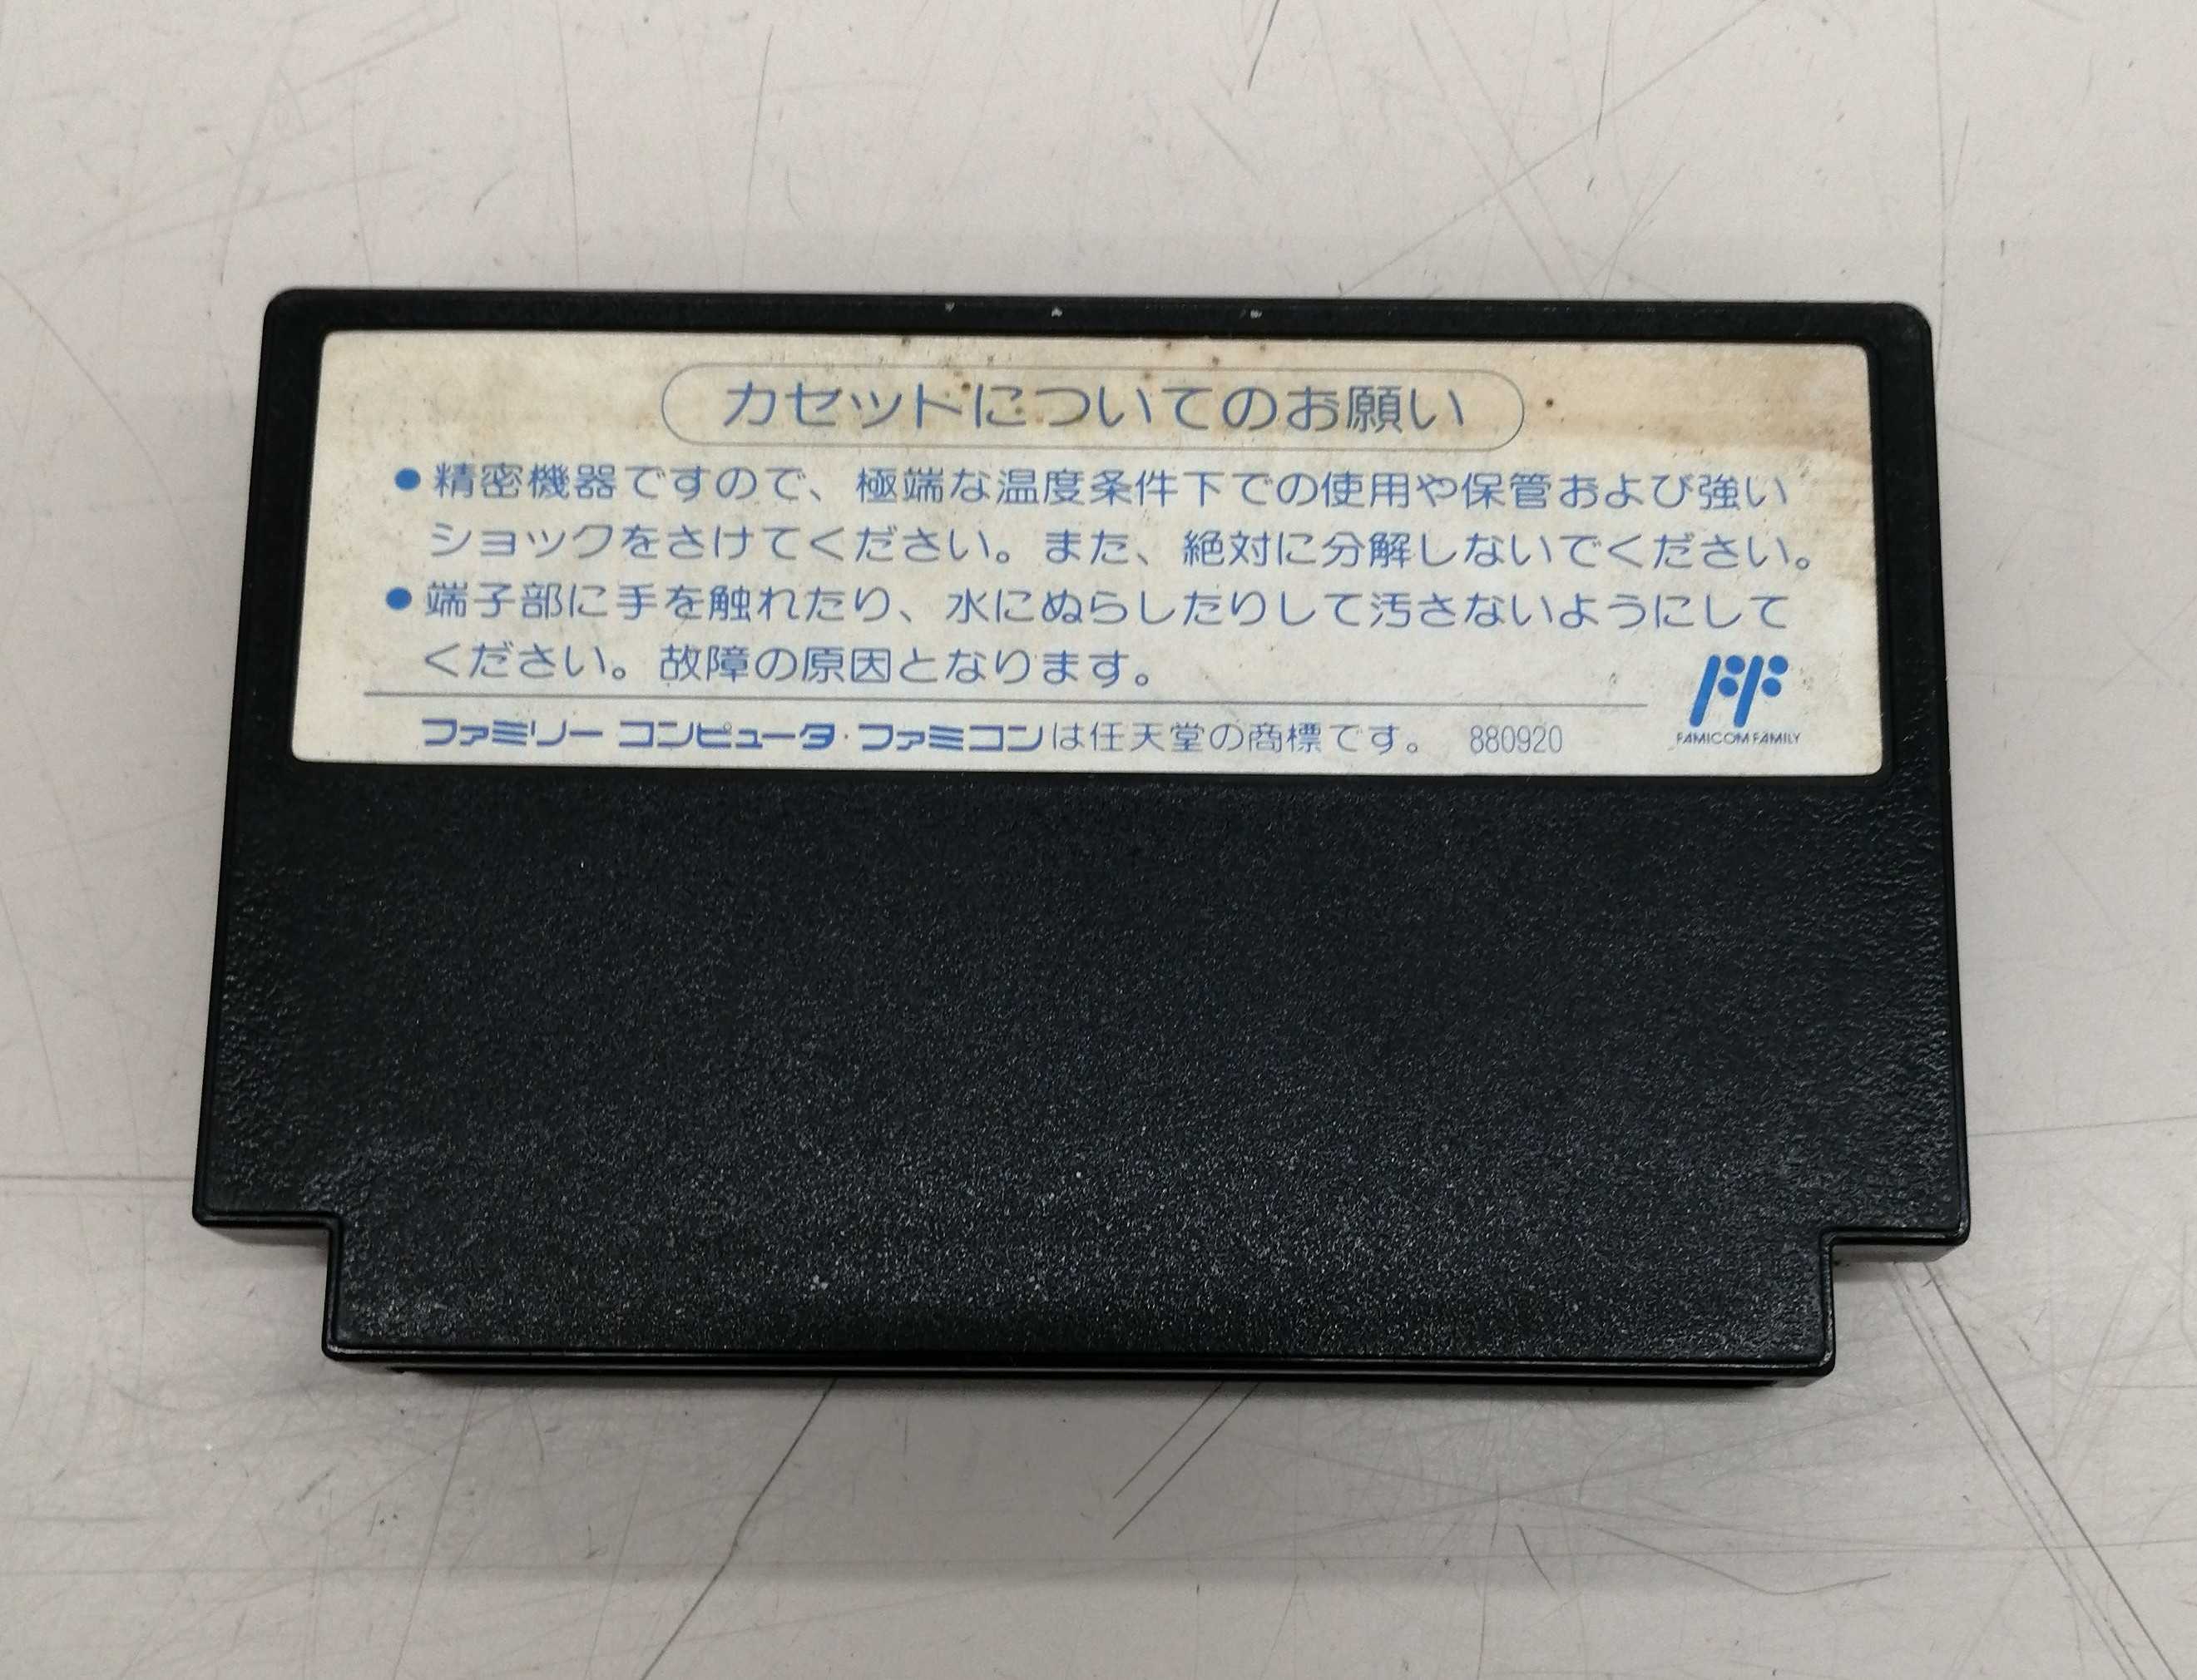 カセットについてのお願い
●精密機器ですので、極端な温度条件下での使用や保管および強い
ショックをさけてください。また、絶対に分解しないでください。
●端子部に手を触れたり、水にぬらしたりして汚さないようにして
ください。故障の原因となります。
ファミリー コンピュータ・ファミコンは任天堂の商標です。 880920
FAMICOM FAMILY